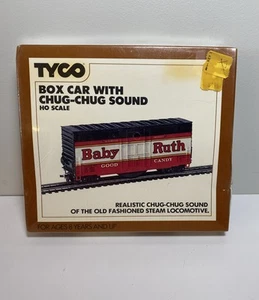 TYCO
BOX CAR WITH
CHUG-CHUG SOUND
HO SCALE
Baby Ruth
GOOD CANDY
REALISTIC CHUG-CHUG SOUND
OF THE OLD FASHIONED STEAM LOCOMOTIVE.
FOR AGES 8 YEARS AND UP